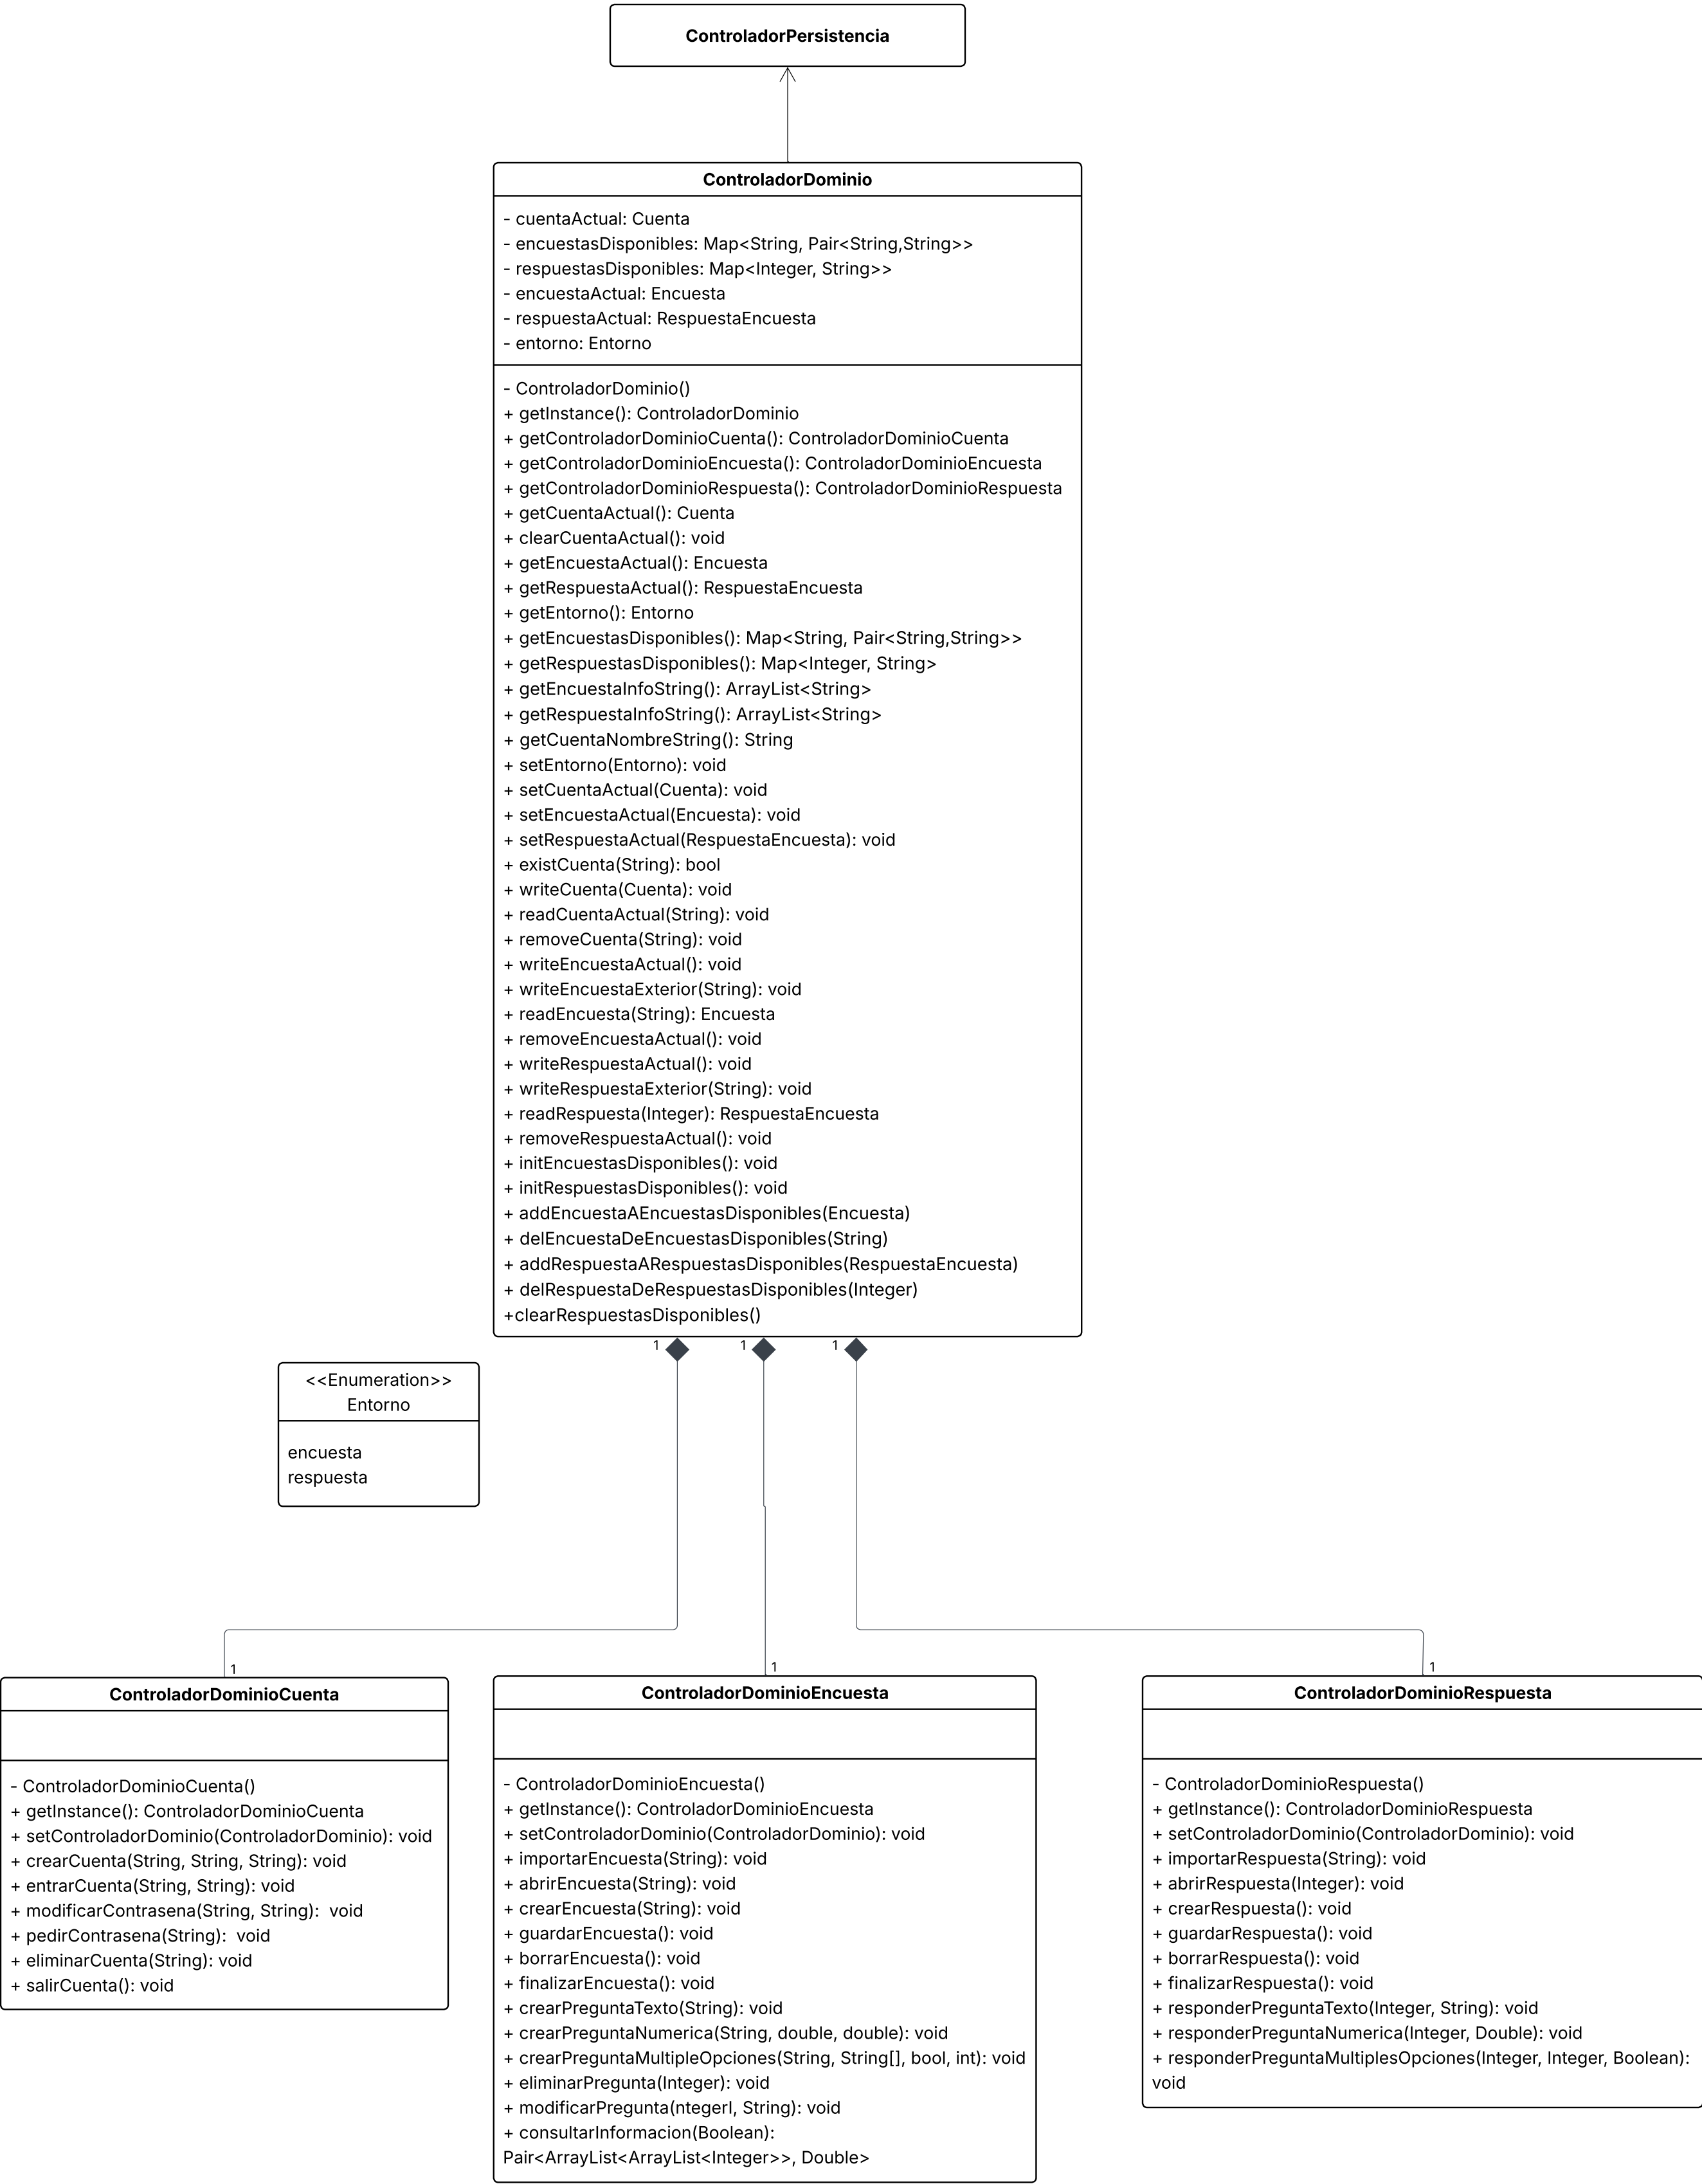 ControladorPersistencia
ControladorDominio
- cuentaActual: Cuenta
- encuestasDisponibles: Map<String, Pair<String,String>>
- respuestasDisponibles: Map<Integer, String>>
- encuestaActual: Encuesta
- respuestaActual: RespuestaEncuesta
- entorno: Entorno
- ControladorDominio()
+ getInstance(): ControladorDominio
+ getControladorDominioCuenta(): ControladorDominioCuenta
+ getControladorDominioEncuesta(): ControladorDominioEncuesta
+ getControladorDominioRespuesta(): ControladorDominioRespuesta
+ getCuentaActual(): Cuenta
+ clearCuentaActual(): void
+ getEncuestaActual(): Encuesta
+ getRespuestaActual(): RespuestaEncuesta
+ getEntorno(): Entorno
+ getEncuestasDisponibles(): Map<String, Pair<String,String>>
+ getRespuestasDisponibles(): Map<Integer, String>
+ getEncuestaInfoString(): ArrayList<String>
+ getRespuestaInfoString(): ArrayList<String>
+ getCuentaNombreString(): String
+ setEntorno(Entorno): void
+ setCuentaActual(Cuenta): void
+ setEncuestaActual(Encuesta): void
+ setRespuestaActual(RespuestaEncuesta): void
+ existCuenta(String): bool
+ writeCuenta(Cuenta): void
+ readCuentaActual(String): void
+ removeCuenta(String): void
+ writeEncuestaActual(): void
+ writeEncuestaExterior(String): void
+ readEncuesta(String): Encuesta
+ removeEncuestaActual(): void
+ writeRespuestaActual(): void
+ writeRespuestaExterior(String): void
+ readRespuesta(Integer): RespuestaEncuesta
+ removeRespuestaActual(): void
+ initEncuestasDisponibles(): void
+ initRespuestasDisponibles(): void
+ addEncuestaAEncuestasDisponibles(Encuesta)
+ delEncuestaDeEncuestasDisponibles(String)
+ addRespuestaARespuestasDisponibles(RespuestaEncuesta)
+ delRespuestaDeRespuestasDisponibles(Integer)
+clearRespuestasDisponibles()
1 1 1
<<Enumeration>>
Entorno
encuesta
respuesta
1
ControladorDominioCuenta
- ControladorDominioCuenta()
+ getInstance(): ControladorDominioCuenta
+ setControladorDominio(ControladorDominio): void
+ crearCuenta(String, String, String): void
+ entrarCuenta(String, String): void
+ modificarContrasena(String, String):  void
+ pedirContrasena(String):  void
+ eliminarCuenta(String): void
+ salirCuenta(): void
1
ControladorDominioEncuesta
- ControladorDominioEncuesta()
+ getInstance(): ControladorDominioEncuesta
+ setControladorDominio(ControladorDominio): void
+ importarEncuesta(String): void
+ abrirEncuesta(String): void
+ crearEncuesta(String): void
+ guardarEncuesta(): void
+ borrarEncuesta(): void
+ finalizarEncuesta(): void
+ crearPreguntaTexto(String): void
+ crearPreguntaNumerica(String, double, double): void
+ crearPreguntaMultipleOpciones(String, String[], bool, int): void
+ eliminarPregunta(Integer): void
+ modificarPregunta(ntegerI, String): void
+ consultarInformacion(Boolean):
Pair<ArrayList<ArrayList<Integer>>, Double>
1
ControladorDominioRespuesta
- ControladorDominioRespuesta()
+ getInstance(): ControladorDominioRespuesta
+ setControladorDominio(ControladorDominio): void
+ importarRespuesta(String): void
+ abrirRespuesta(Integer): void
+ crearRespuesta(): void
+ guardarRespuesta(): void
+ borrarRespuesta(): void
+ finalizarRespuesta(): void
+ responderPreguntaTexto(Integer, String): void
+ responderPreguntaNumerica(Integer, Double): void
+ responderPreguntaMultiplesOpciones(Integer, Integer, Boolean):
void